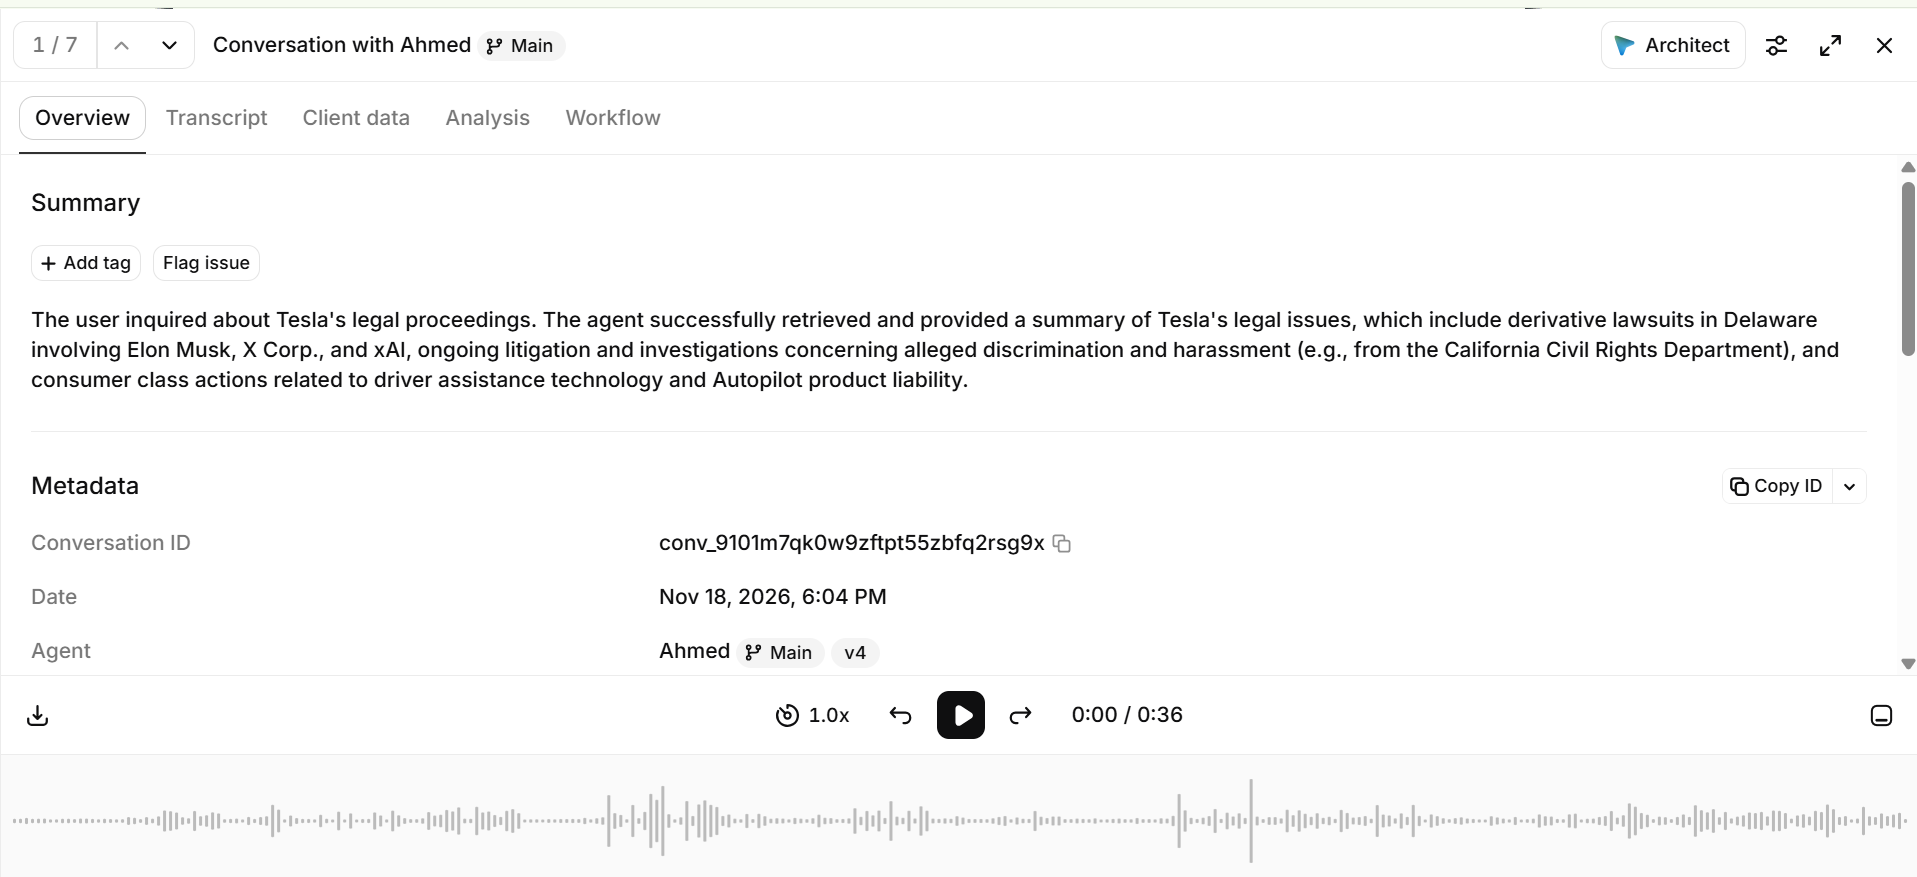 1 / 7
Conversation with Ahmed
Main
Architect
Overview
Transcript
Client data
Analysis
Workflow
Summary
Add tag
Flag issue
The user inquired about Tesla's legal proceedings. The agent successfully retrieved and provided a summary of Tesla's legal issues, which include derivative lawsuits in Delaware
involving Elon Musk, X Corp., and xAI, ongoing litigation and investigations concerning alleged discrimination and harassment (e.g., from the California Civil Rights Department), and
consumer class actions related to driver assistance technology and Autopilot product liability.
Metadata
Copy ID
Conversation ID
conv_9101m7qk0w9zftpt55zbfq2rsg9x
Date
Nov 18, 2026, 6:04 PM
Agent
Ahmed
Main
v4
1.0x
0:00 / 0:36